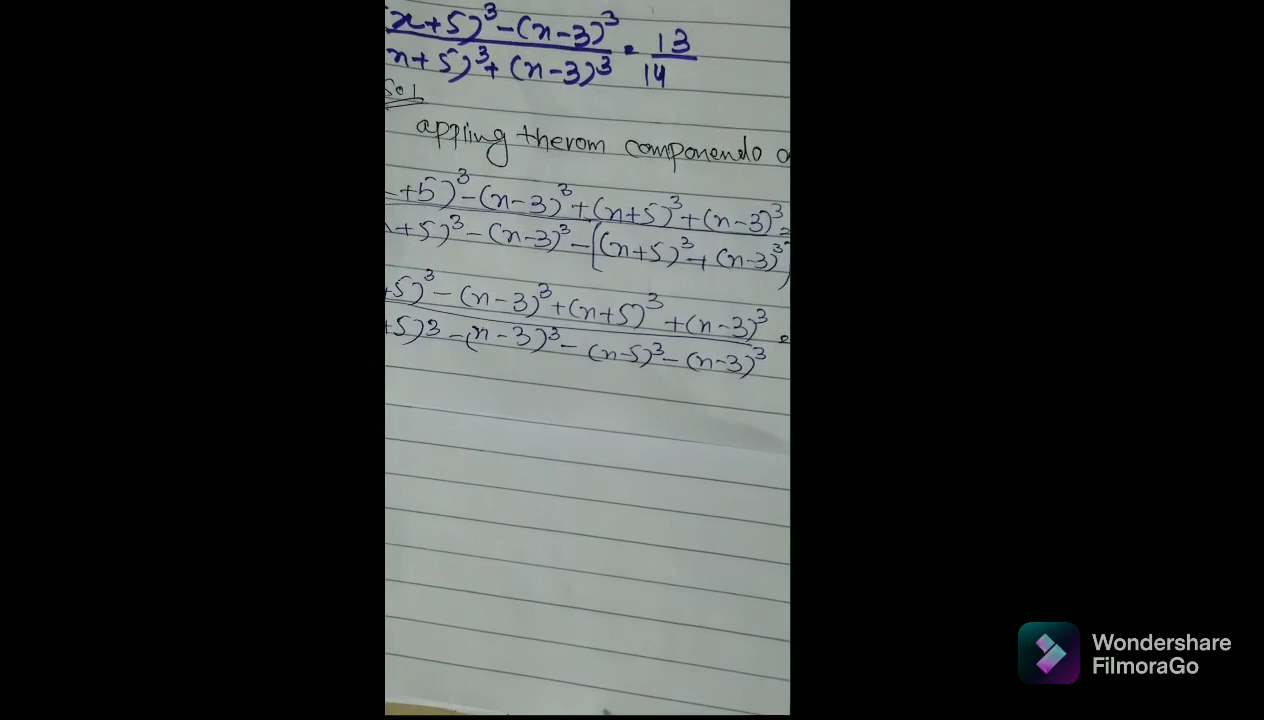 x+5)³-(x-3)³ = 13
x+5)³+(x-3)³ 14
Sol
appling therom componendo
+5)³-(x-3)³+(x+5)³+(x-3)³ =
+5)³-(x-3)³-[(x+5)³+(x-3)³]
5)³-(x-3)³+(x+5)³+(x-3)³ =
+5)3-(x-3)³-(x-5)³-(x-3)³
Wondershare
FilmoraGo